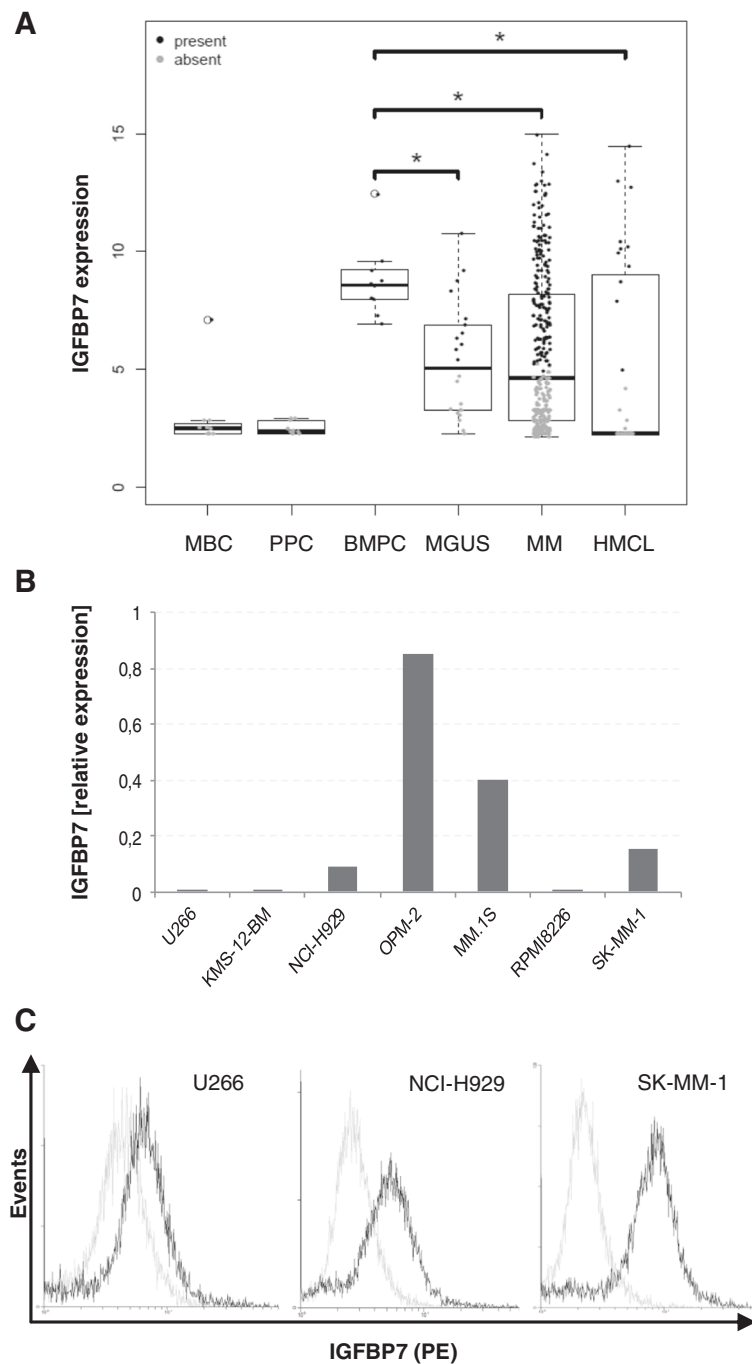 A
present
absent
*
*
*
IGFBP7 expression
15
10
5
0
MBC PPC BMPC MGUS MM HMCL
B
IGFBP7 [relative expression]
1
0,8
0,6
0,4
0,2
0
U266 KMS-12-BM NCI-H929 OPM-2 MM.1S RPMI8226 SK-MM-1
C
U266 NCI-H929 SK-MM-1
Events
IGFBP7 (PE)